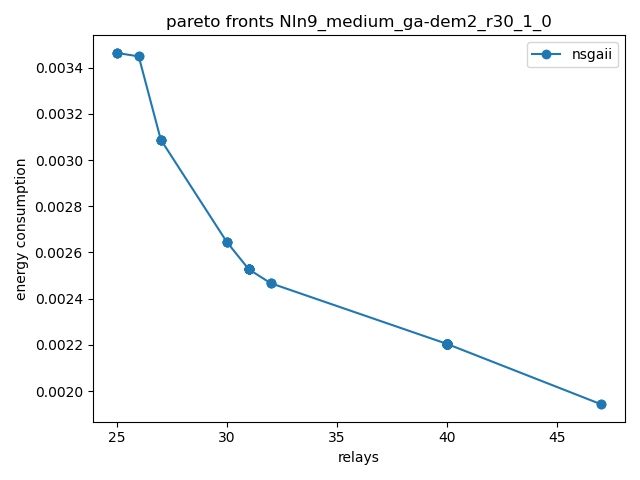 pareto fronts NIn9_medium_ga-dem2_r30_1_0
nsgaii
0.0034
0.0032
0.0030
0.0028
0.0026
0.0024
0.0022
0.0020
energy consumption
25 30 35 40 45
relays